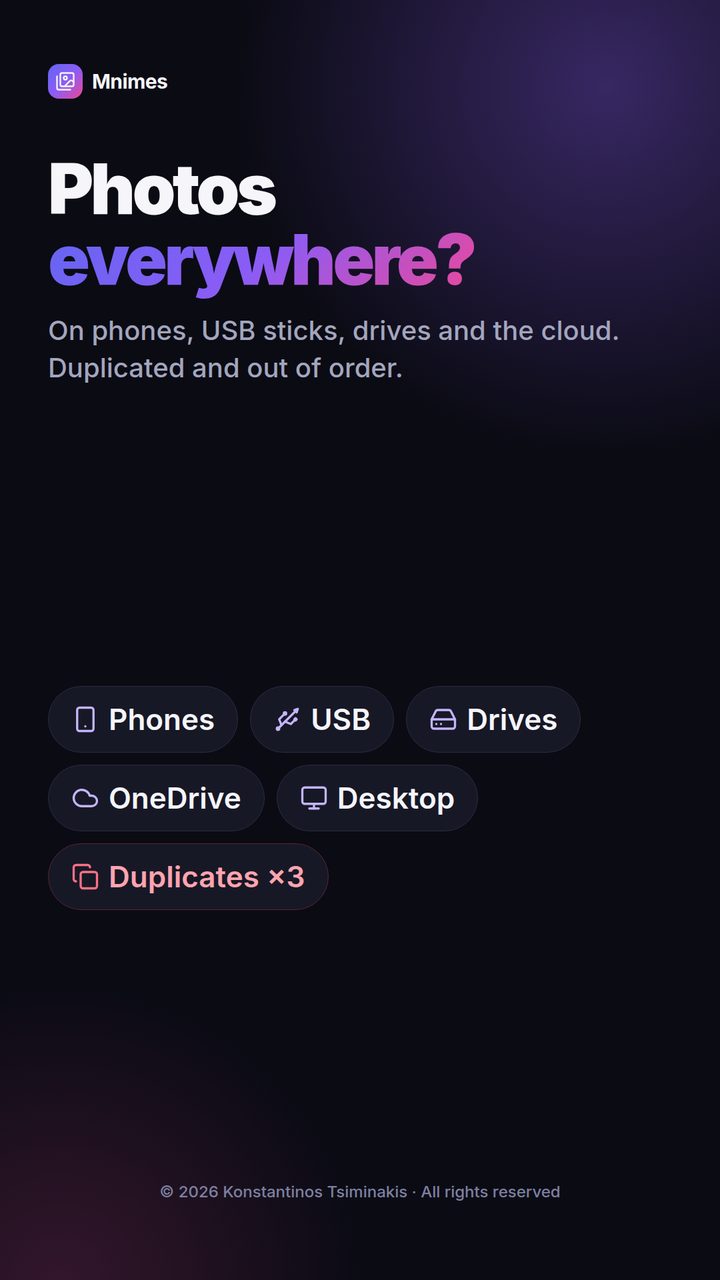 Mnimes
Photos
everywhere?
On phones, USB sticks, drives and the cloud.
Duplicated and out of order.
Phones
USB
Drives
OneDrive
Desktop
Duplicates ×3
© 2026 Konstantinos Tsiminakis · All rights reserved